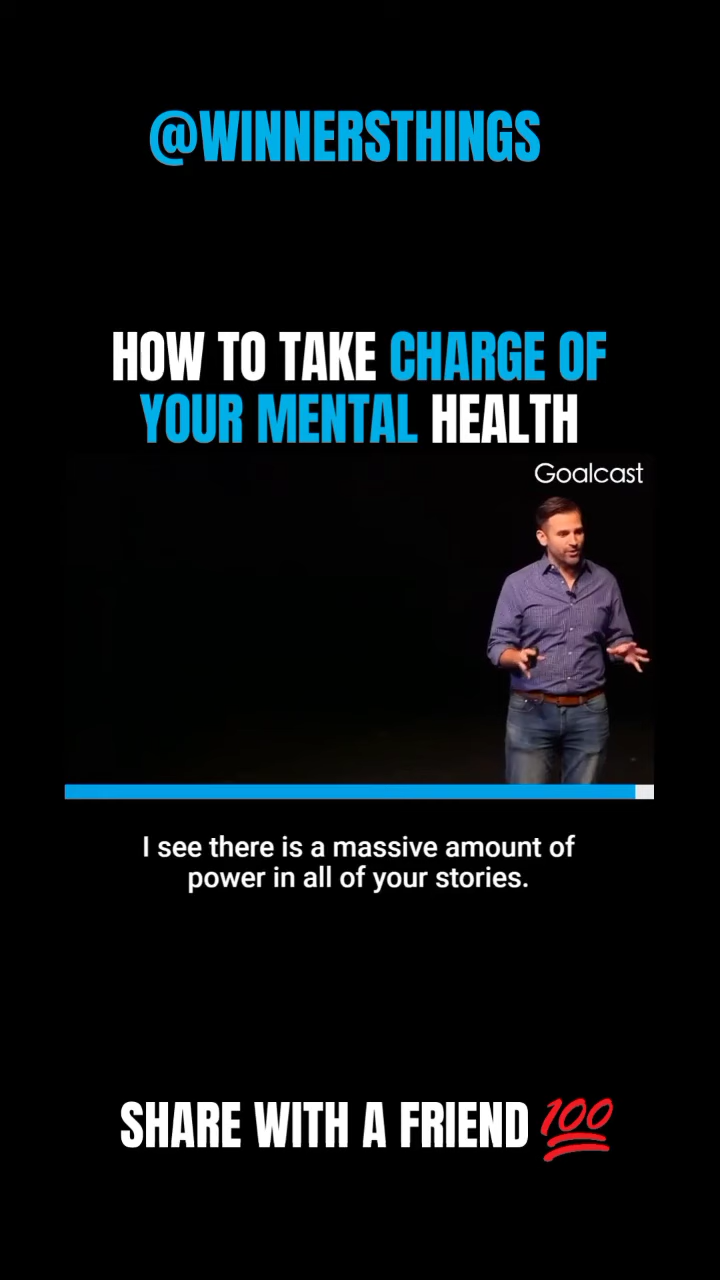 @WINNERSTHINGS
HOW TO TAKE CHARGE OF
YOUR MENTAL HEALTH
Goalcast
I see there is a massive amount of
power in all of your stories.
SHARE WITH A FRIEND 💯